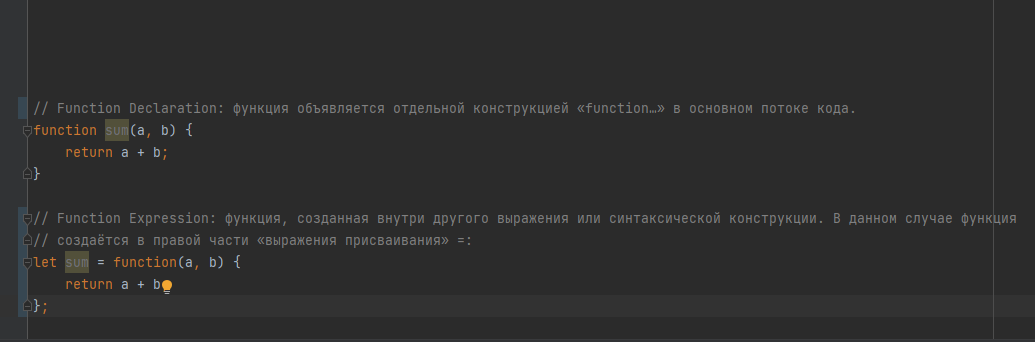 // Function Declaration: функция объявляется отдельной конструкцией «function…» в основном потоке кода.
function sum(a, b) {
    return a + b;
}
// Function Expression: функция, созданная внутри другого выражения или синтаксической конструкции. В данном случае функция
// создаётся в правой части «выражения присваивания» =:
let sum = function(a, b) {
    return a + b
};